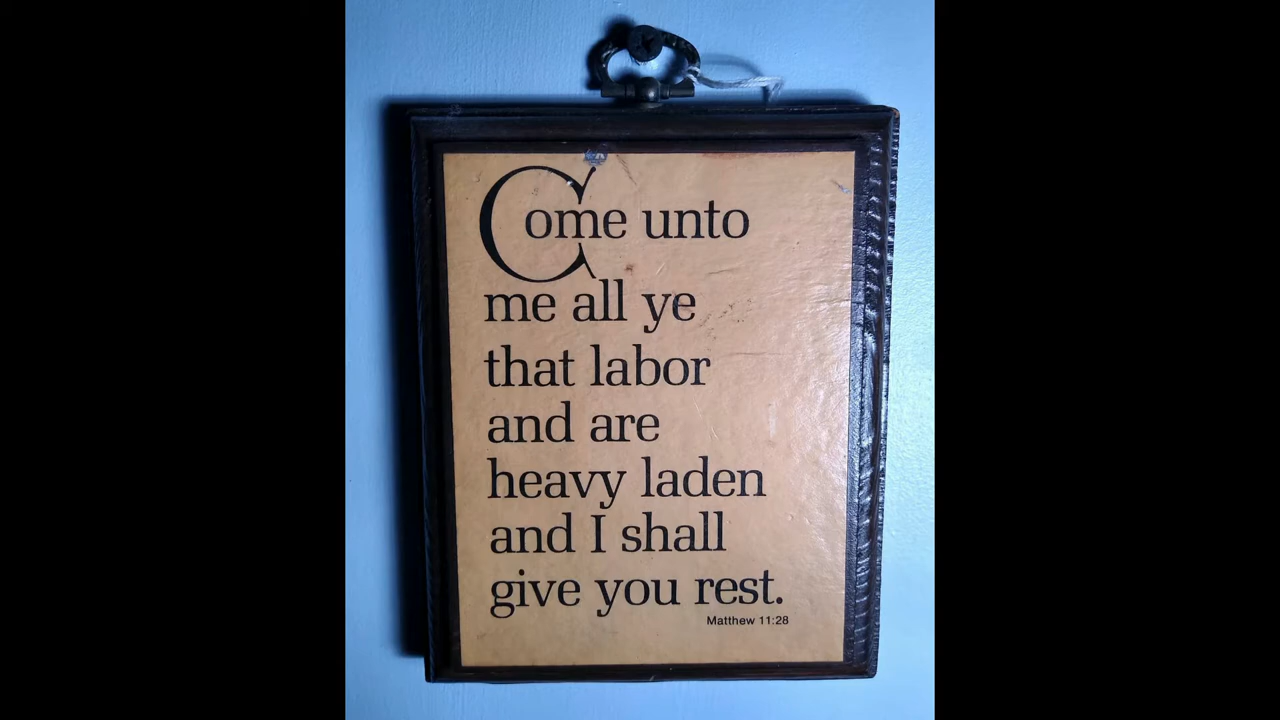 Come unto
me all ye
that labor
and are
heavy laden
and I shall
give you rest.
Matthew 11:28